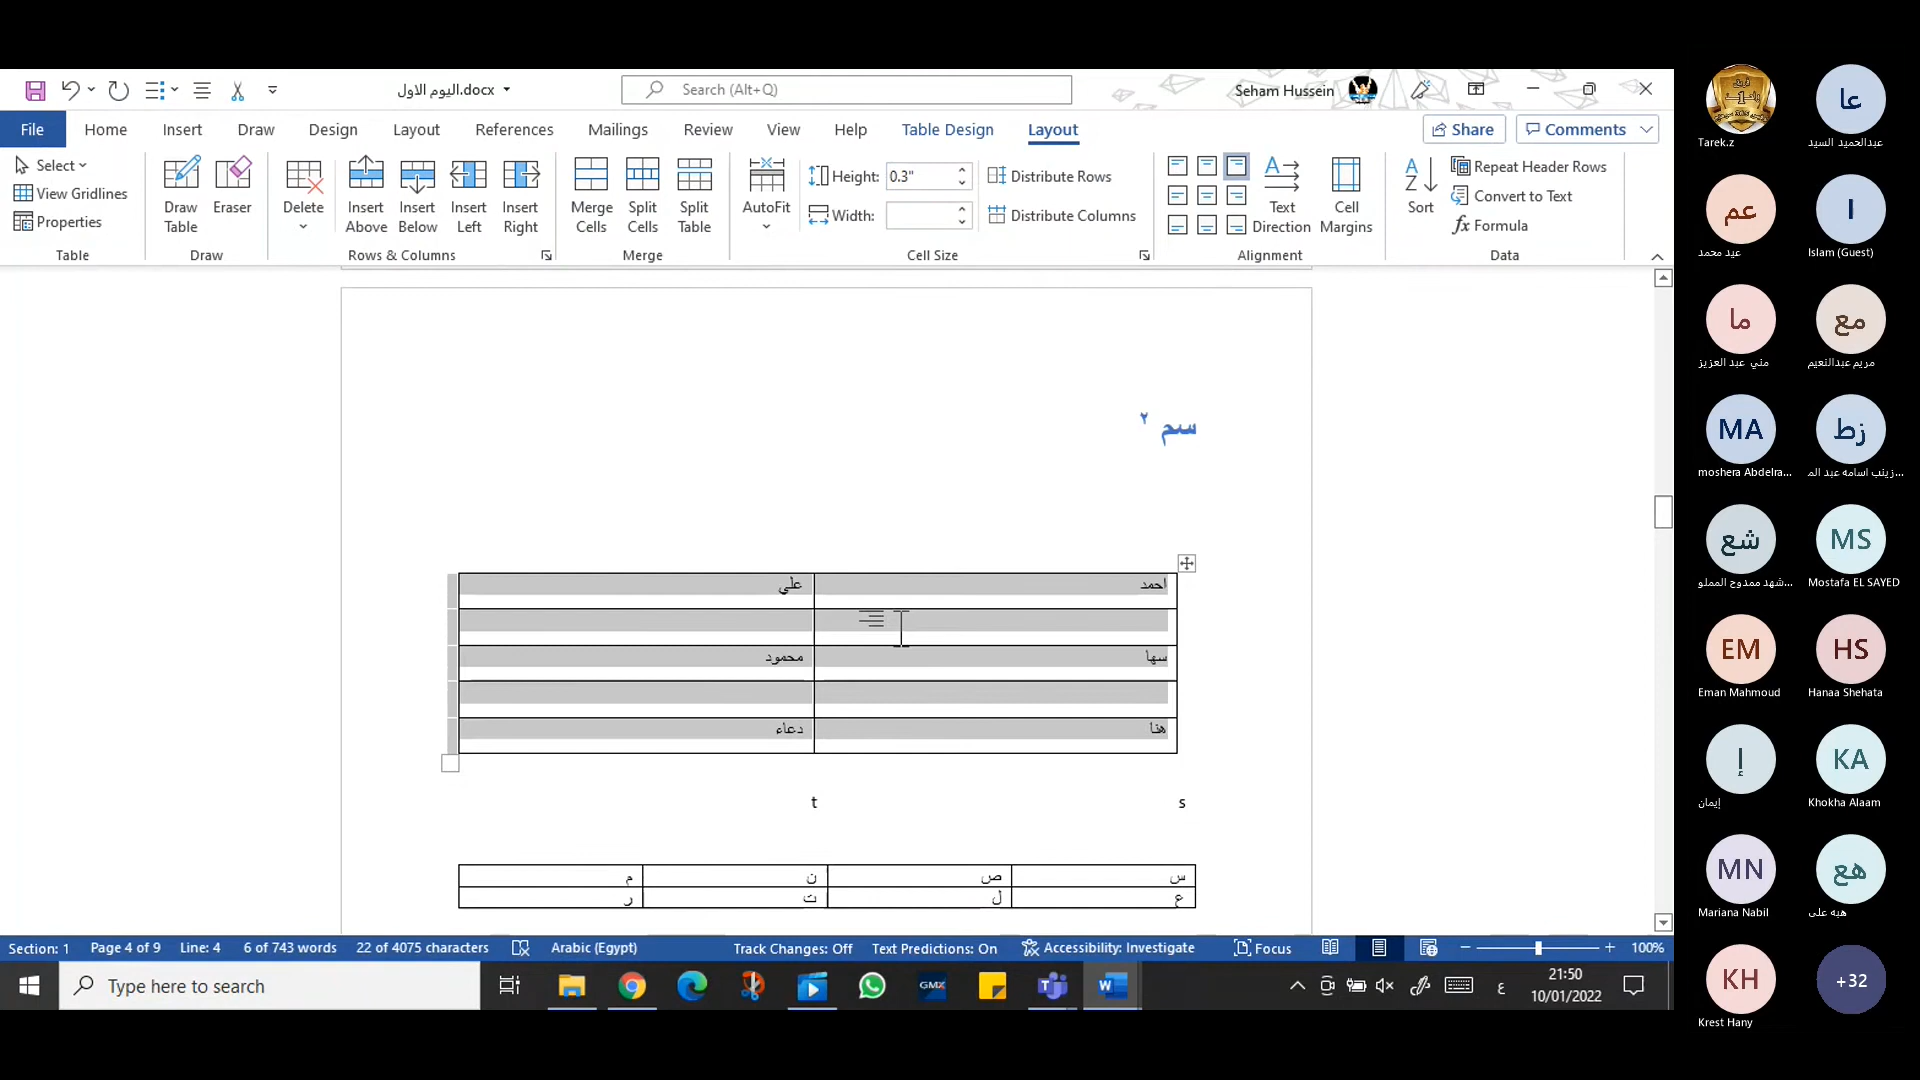 اليوم الاول.docx
Search (Alt+Q)
Seham Hussein
File Home Insert Draw Design Layout References Mailings Review View Help Table Design Layout
Share Comments
Select
View Gridlines
Properties
Table
Draw Table
Eraser
Draw
Delete
Insert Above
Insert Below
Insert Left
Insert Right
Rows & Columns
Merge Cells
Split Cells
Split Table
Merge
AutoFit
Height: 0.3"
Width:
Distribute Rows
Distribute Columns
Cell Size
Text Direction
Cell Margins
Alignment
Sort
Repeat Header Rows
Convert to Text
Formula
Data
سم ٢
احمد علي
سها محمود
هنا دعاء
s t
س ص ن م
ع ل ث ر
Section: 1 Page 4 of 9 Line: 4 6 of 743 words 22 of 4075 characters Arabic (Egypt) Track Changes: Off Text Predictions: On Accessibility: Investigate Focus 100%
Type here to search
GMX
ع
21:50
10/01/2022
Tarek.z
عا
عبدالحميد السيد
عم
عيد محمد
I
Islam (Guest)
ما
مني عبد العزيز
مع
مريم عبدالنعيم
MA
moshera Abdelra...
زط
زينب اسامه عبد الم...
شع
شهد ممدوح المملو...
MS
Mostafa EL SAYED
EM
Eman Mahmoud
HS
Hanaa Shehata
إ
إيمان
KA
Khokha Alaam
MN
Mariana Nabil
هع
هبه على
KH
Krest Hany
+32